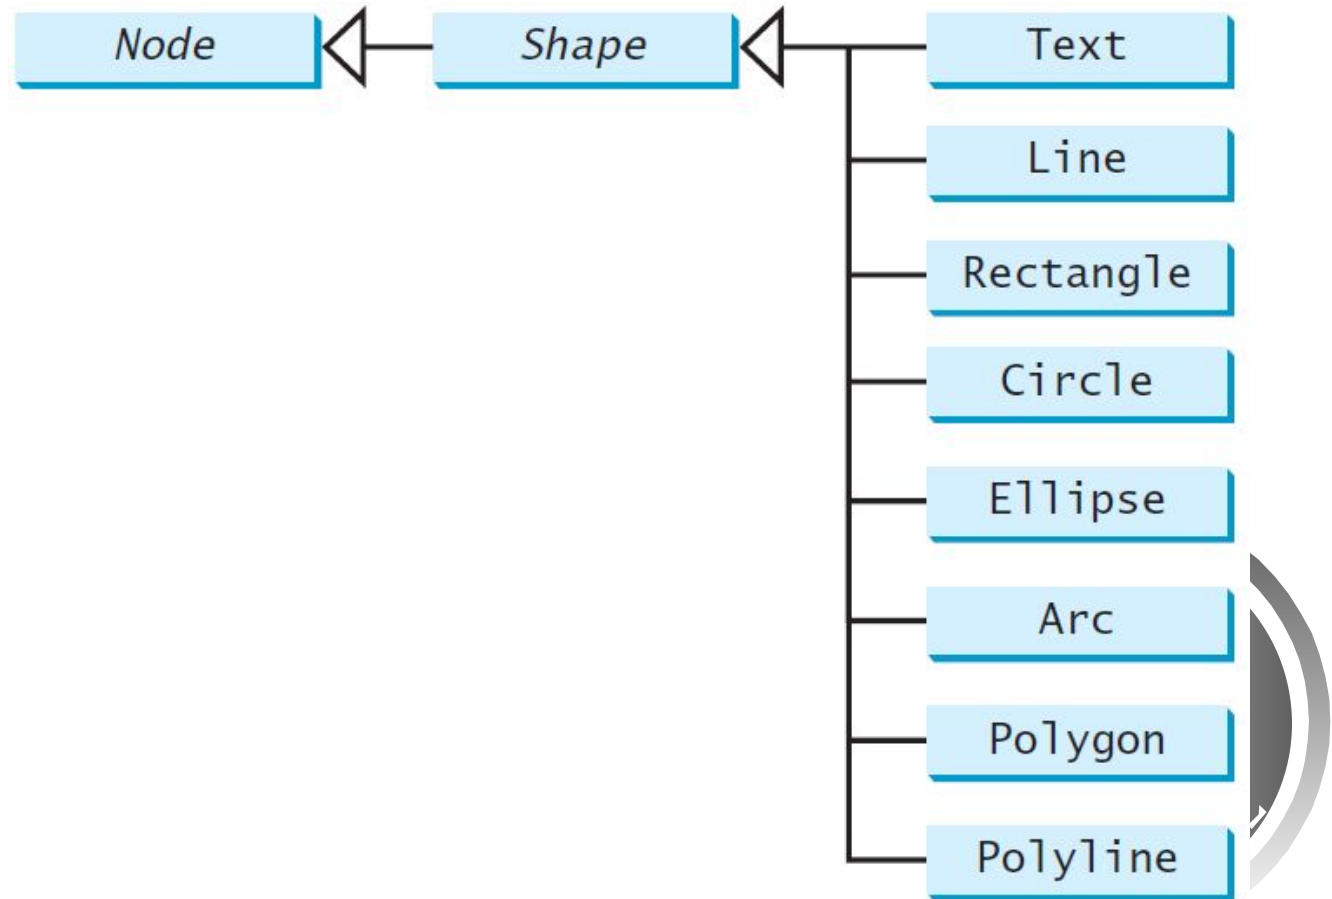 Node
Shape
Text
Line
Rectangle
Circle
Ellipse
Arc
Polygon
Polyline